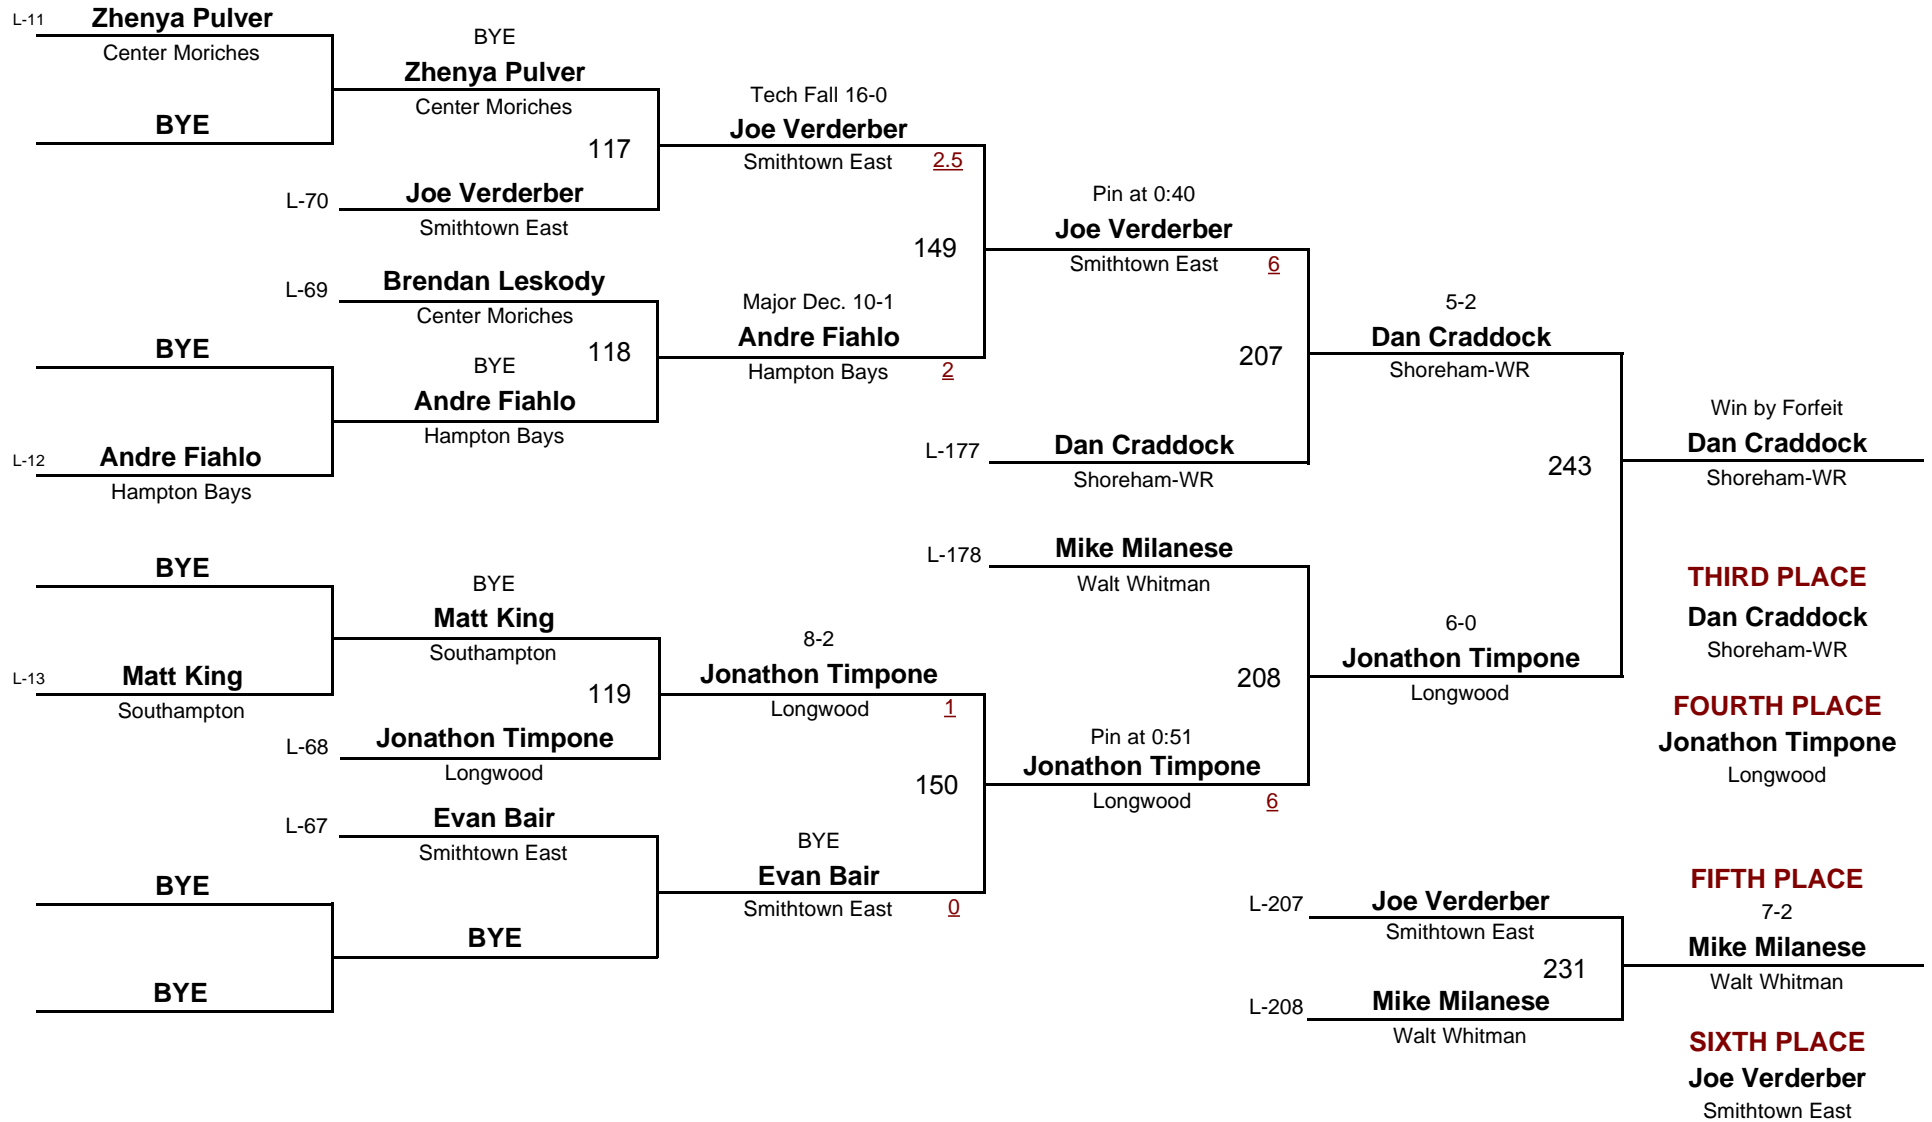 L-11
Zhenya Pulver
Center Moriches
BYE
BYE
Zhenya Pulver
Center Moriches
117
L-70
Joe Verderber
Smithtown East
Tech Fall 16-0
Joe Verderber
Smithtown East 2.5
149
L-69
Brendan Leskody
Center Moriches
118
BYE
BYE
Andre Fiahlo
Hampton Bays
L-12
Andre Fiahlo
Hampton Bays
Major Dec. 10-1
Andre Fiahlo
Hampton Bays 2
Pin at 0:40
Joe Verderber
Smithtown East 6
207
L-177
Dan Craddock
Shoreham-WR
5-2
Dan Craddock
Shoreham-WR
243
Win by Forfeit
Dan Craddock
Shoreham-WR
BYE
L-13
Matt King
Southampton
BYE
Matt King
Southampton
119
L-68
Jonathon Timpone
Longwood
8-2
Jonathon Timpone
Longwood 1
150
L-67
Evan Bair
Smithtown East
BYE
BYE
BYE
BYE
Evan Bair
Smithtown East 0
L-178
Mike Milanese
Walt Whitman
208
Pin at 0:51
Jonathon Timpone
Longwood 6
6-0
Jonathon Timpone
Longwood
THIRD PLACE
Dan Craddock
Shoreham-WR
FOURTH PLACE
Jonathon Timpone
Longwood
L-207
Joe Verderber
Smithtown East
231
L-208
Mike Milanese
Walt Whitman
FIFTH PLACE
7-2
Mike Milanese
Walt Whitman
SIXTH PLACE
Joe Verderber
Smithtown East